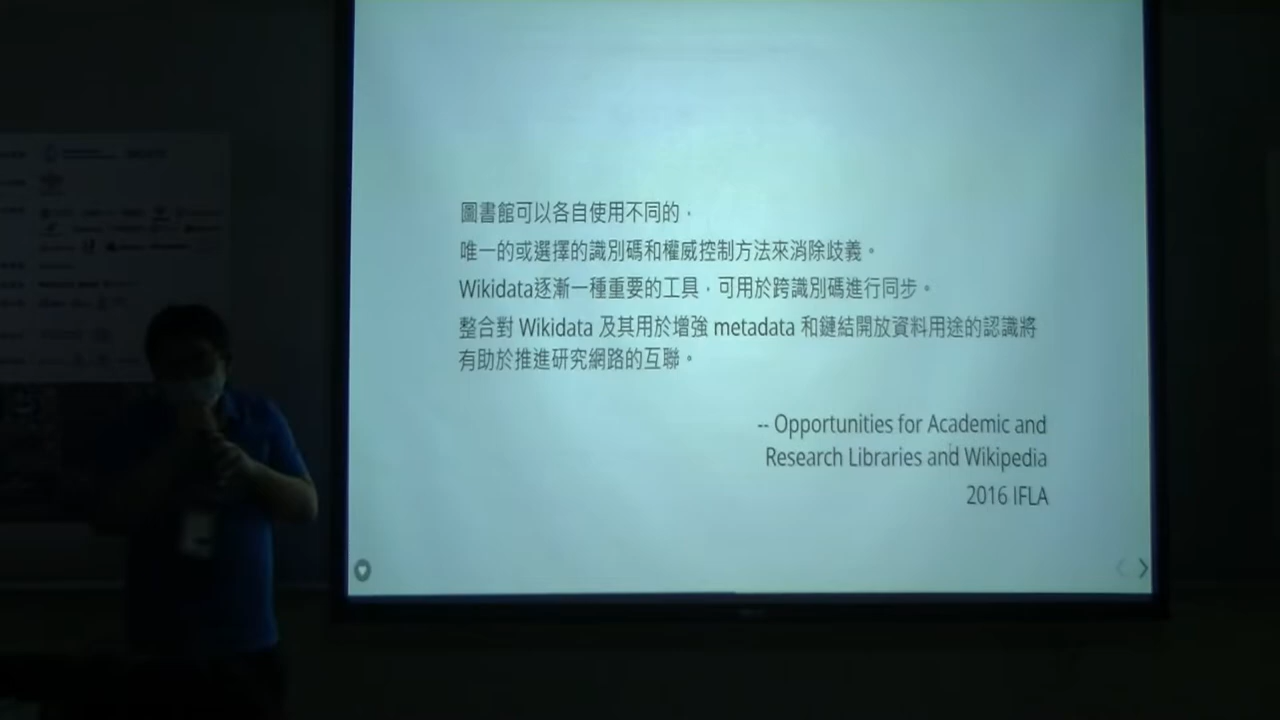 圖書館可以各自使用不同的，
唯一的或選擇的識別碼和權威控制方法來消除歧義。
Wikidata逐漸一種重要的工具，可用於跨識別碼進行同步。
整合對 Wikidata 及其用於增強 metadata 和鏈結開放資料用途的認識將
有助於推進研究網路的互聯。
-- Opportunities for Academic and
Research Libraries and Wikipedia
2016 IFLA